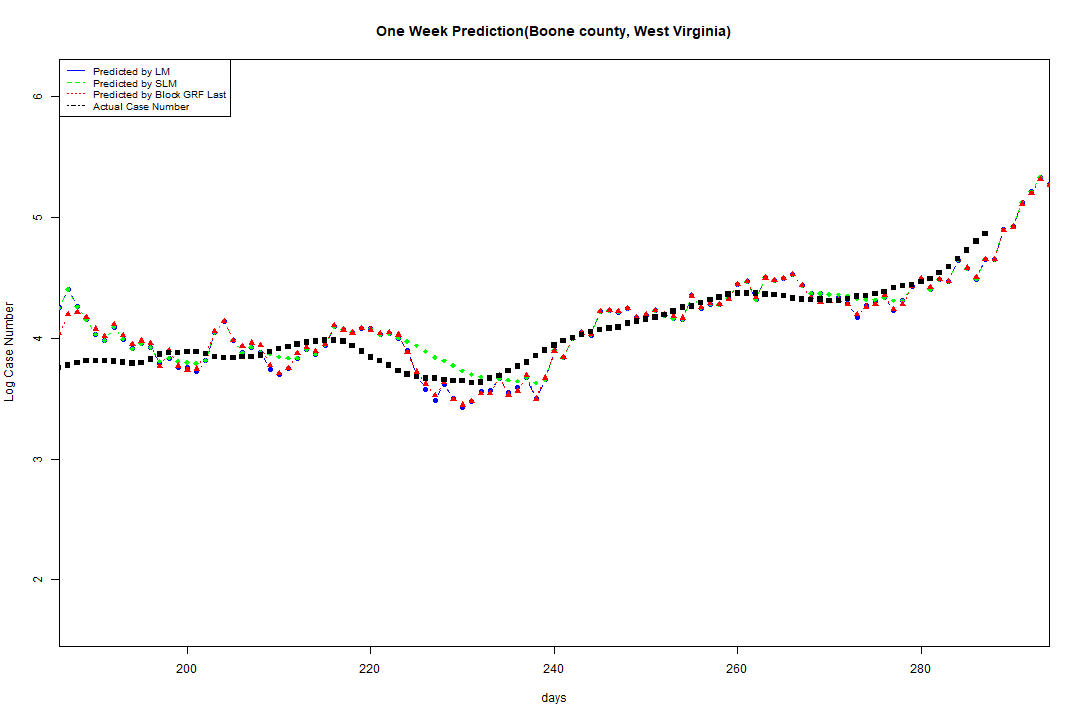 One Week Prediction(Boone county, West Virginia)
Predicted by LM
Predicted by SLM
Predicted by Block GRF Last
Actual Case Number
6
5
4
3
2
Log Case Number
200 220 240 260 280
days